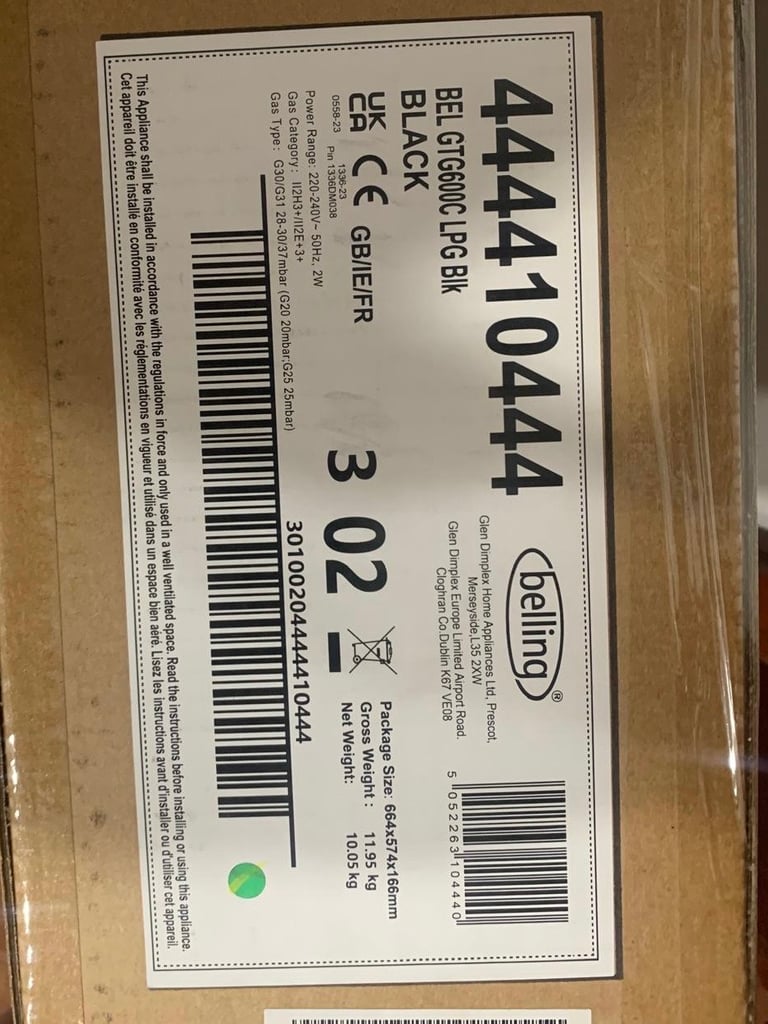 444410444
belling®
BEL GTG600C LPG Blk
BLACK
Glen Dimplex Home Appliances Ltd, Prescot,
Merseyside,L35 2XW
Glen Dimplex Europe Limited Airport Road.
Cloghran Co.Dublin K67 VE08
5 052263 104440
UK
CA CE GB/IE/FR
0558-23
1336-23
Pin 1336DM038
3 02
Power Range: 220-240V~ 50Hz, 2W
Gas Category: II2H3+/II2E+3+
Gas Type: G30/G31 28-30/37mbar (G20 20mbar;G25 25mbar)
Package Size: 664x574x166mm
Gross Weight : 11.95 kg
Net Weight: 10.05 kg
30100204444410444
This Appliance shall be installed in accordance with the regulations in force and only used in a well ventilated space. Read the instructions before installing or using this appliance.
Cet appareil doit être installé en conformité avec les réglementations en vigueur et utilisé dans un espace bien aéré. Lisez les instructions avant d'installer ou d'utiliser cet appareil.